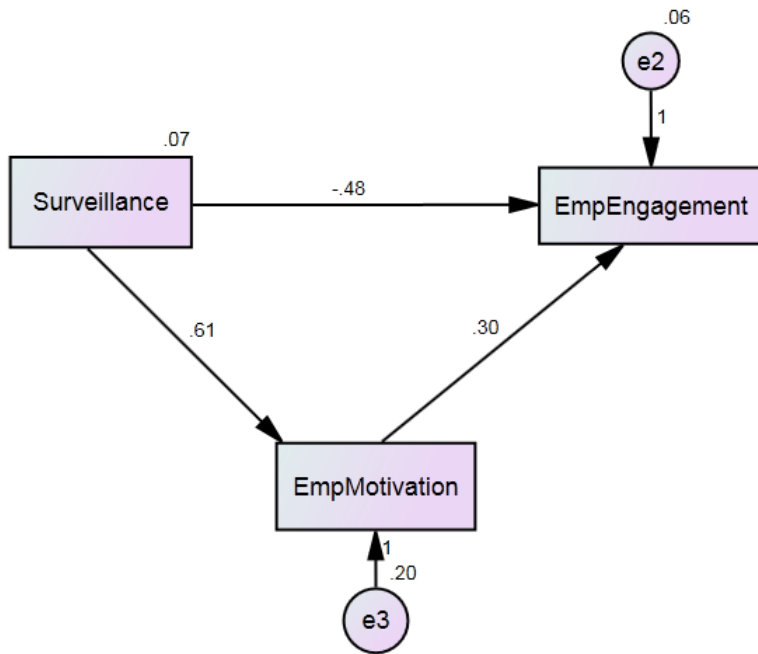 .06
e2
1
.07
Surveillance
-.48
EmpEngagement
.61
.30
EmpMotivation
1
.20
e3